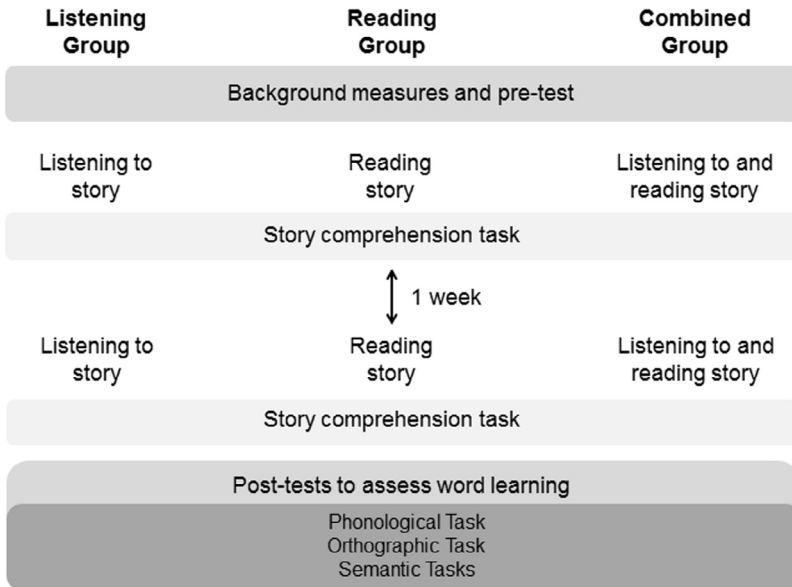 Listening Group
Reading Group
Combined Group
Background measures and pre-test
Listening to story
Reading story
Listening to and reading story
Story comprehension task
1 week
Listening to story
Reading story
Listening to and reading story
Story comprehension task
Post-tests to assess word learning
Phonological Task
Orthographic Task
Semantic Tasks